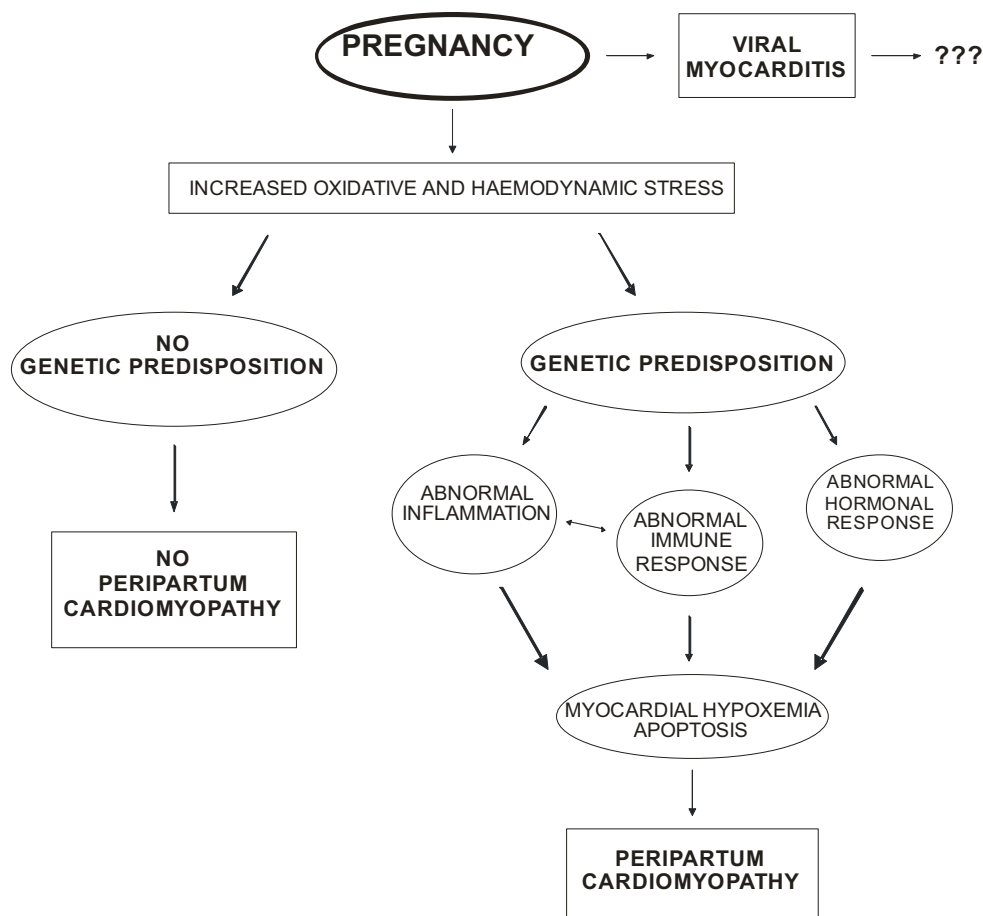 PREGNANCY
VIRAL
MYOCARDITIS
???
INCREASED OXIDATIVE AND HAEMODYNAMIC STRESS
NO
GENETIC PREDISPOSITION
GENETIC PREDISPOSITION
ABNORMAL
INFLAMMATION
ABNORMAL
IMMUNE
RESPONSE
ABNORMAL
HORMONAL
RESPONSE
NO
PERIPARTUM
CARDIOMYOPATHY
MYOCARDIAL HYPOXEMIA
APOPTOSIS
PERIPARTUM
CARDIOMYOPATHY